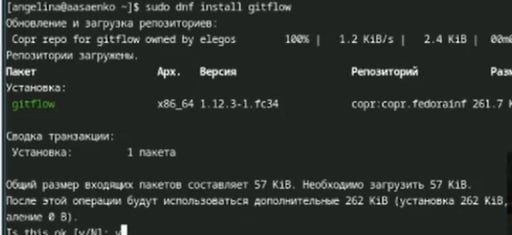 [angelina@aasaenko ~]$ sudo dnf install gitflow
Обновление и загрузка репозиториев:
Copr repo for gitflow owned by elegos 100% | 1.2 KiB/s | 2.4 KiB | 00m0
Репозитории загружены.
Пакет Арх. Версия Репозиторий Разм
Установка:
gitflow x86_64 1.12.3-1.fc34 copr:copr.fedorainf 261.7 K
Сводка транзакции:
Установка: 1 пакета
Общий размер входящих пакетов составляет 57 KiB. Необходимо загрузить 57 KiB.
После этой операции будут использоваться дополнительные 262 KiB (установка 262 KiB,
аление 0 B).
Is this ok [y/N]: y